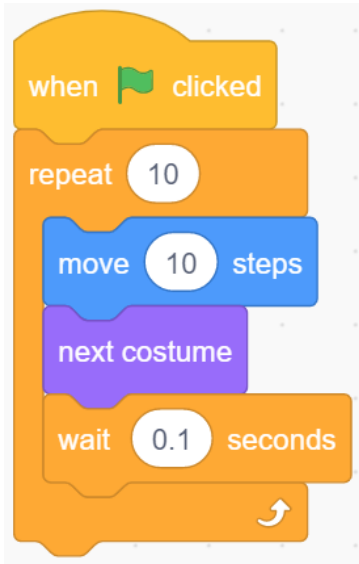 when clicked
repeat 10
move 10 steps
next costume
wait 0.1 seconds